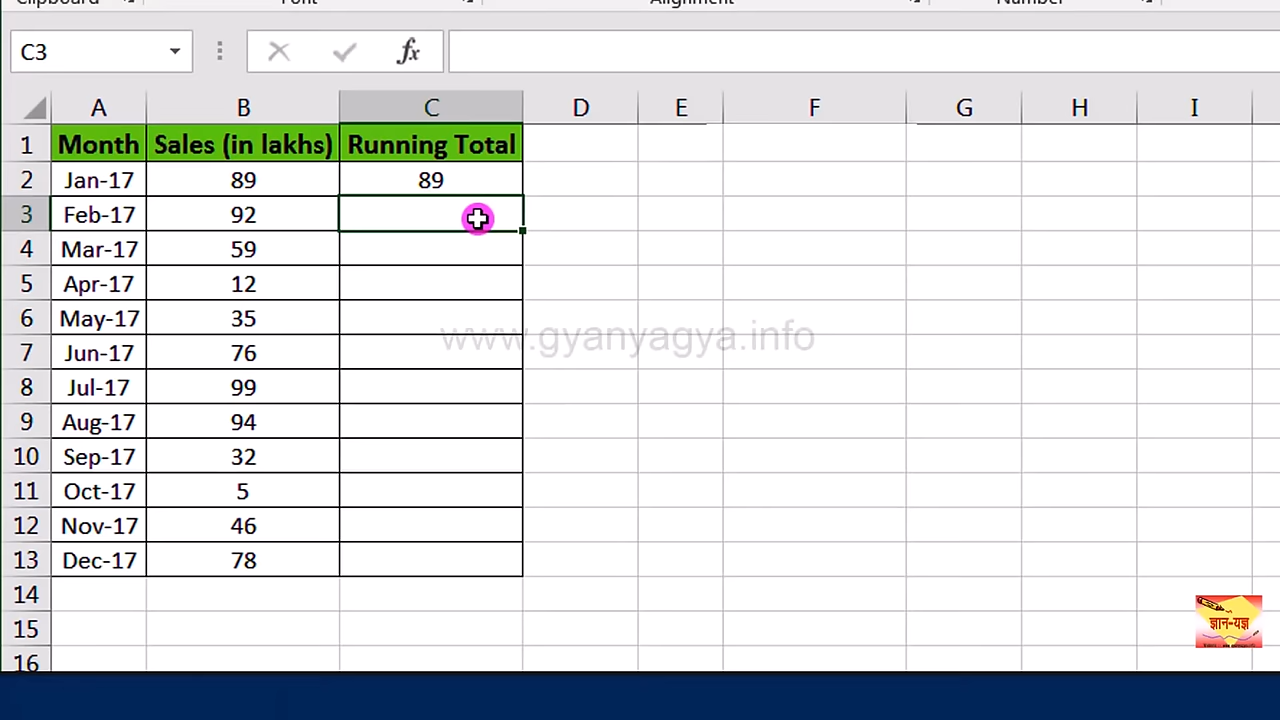 Clipboard Font Alignment Number
C3 fx
A B C D E F G H I
1 Month Sales (in lakhs) Running Total
2 Jan-17 89 89
3 Feb-17 92
4 Mar-17 59
5 Apr-17 12
6 May-17 35
www.gyanyagya.info
7 Jun-17 76
8 Jul-17 99
9 Aug-17 94
10 Sep-17 32
11 Oct-17 5
12 Nov-17 46
13 Dec-17 78
14
15
ज्ञान-यज्ञ
16